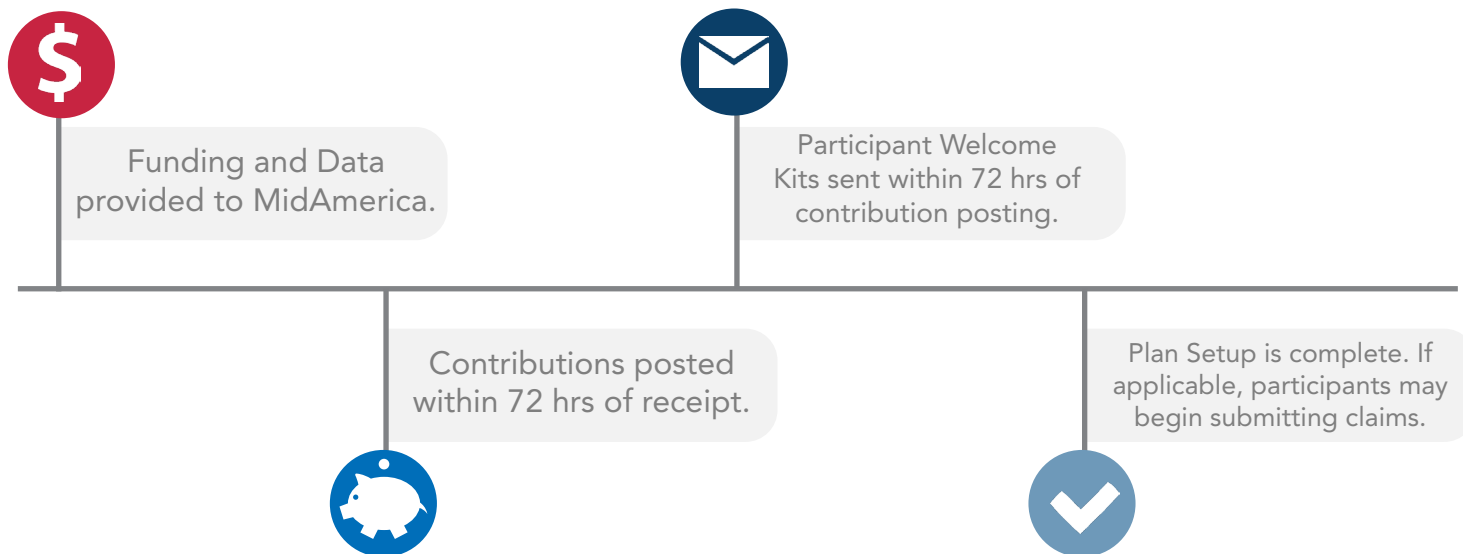 Funding and Data
provided to MidAmerica.
Contributions posted
within 72 hrs of receipt.
Participant Welcome
Kits sent within 72 hrs of
contribution posting.
Plan Setup is complete. If
applicable, participants may
begin submitting claims.